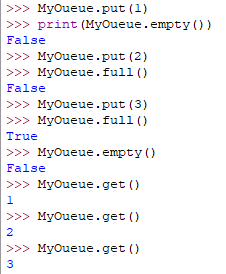 >>> MyOueue.put(1)
>>> print(MyOueue.empty())
False
>>> MyOueue.put(2)
>>> MyOueue.full()
False
>>> MyOueue.put(3)
>>> MyOueue.full()
True
>>> MyOueue.empty()
False
>>> MyOueue.get()
1
>>> MyOueue.get()
2
>>> MyOueue.get()
3